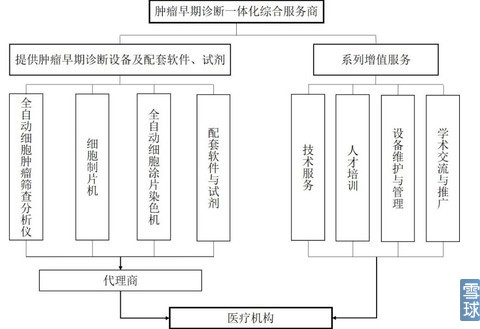 肿瘤早期诊断一体化综合服务商
提供肿瘤早期诊断设备及配套软件、试剂
系列增值服务
全自动细胞肿瘤筛查分析仪
细胞制片机
全自动细胞涂片染色机
配套软件与试剂
技术服务
人才培训
设备维护与管理
学术交流与推广
代理商
医疗机构
雪球